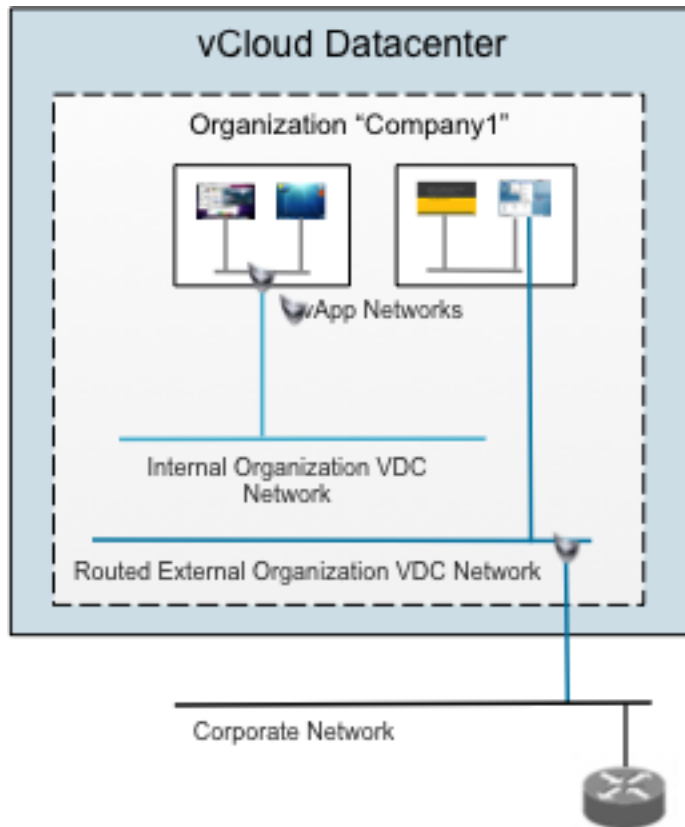 vCloud Datacenter
Organization “Company1”
vApp Networks
Internal Organization VDC
Network
Routed External Organization VDC Network
Corporate Network